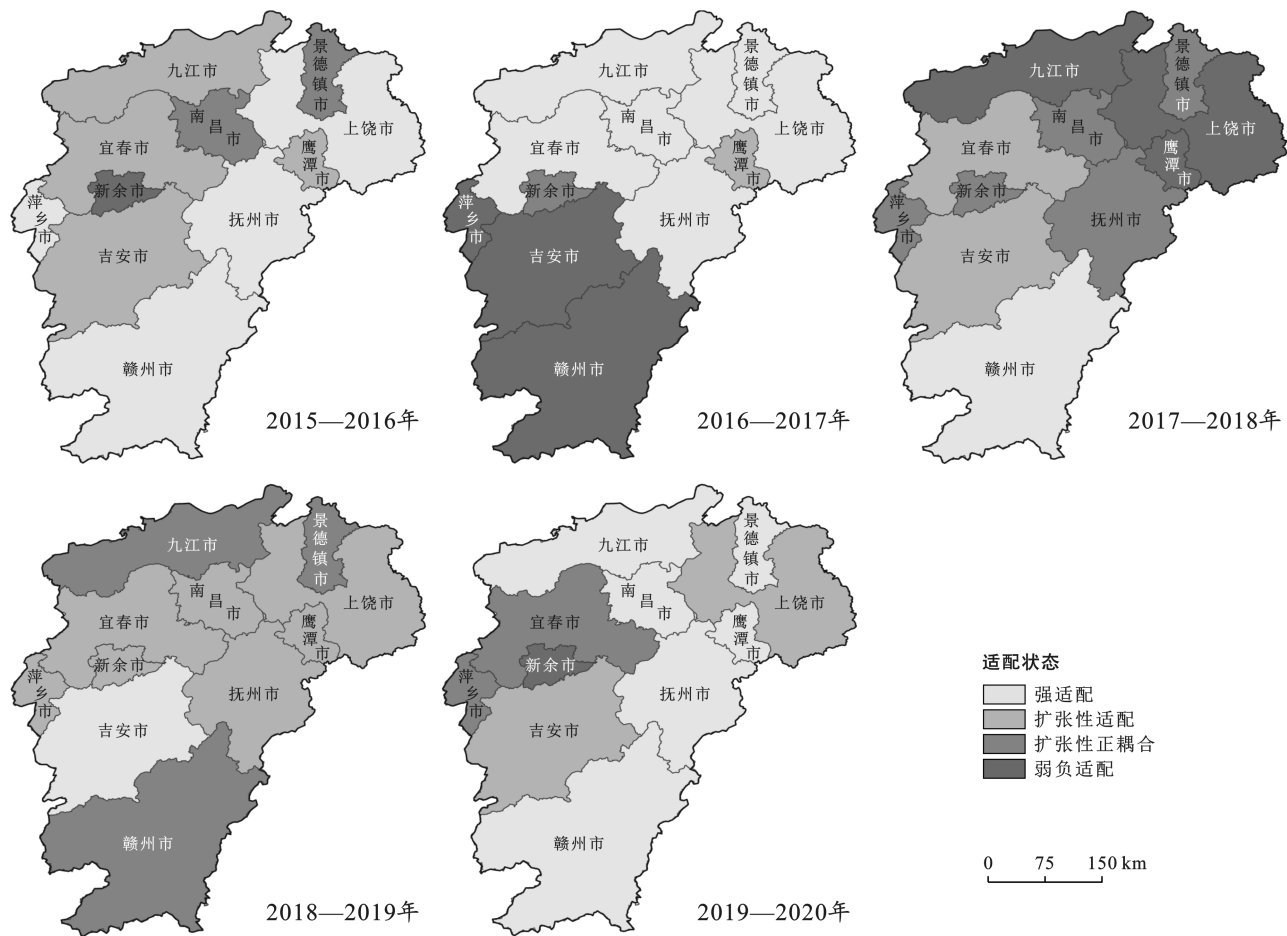 九江市
景德镇市
南昌市
上饶市
宜春市
鹰潭市
新余市
萍乡市
抚州市
吉安市
赣州市
2015—2016年
九江市
景德镇市
南昌市
上饶市
宜春市
鹰潭市
新余市
萍乡市
抚州市
吉安市
赣州市
2016—2017年
九江市
景德镇市
南昌市
上饶市
宜春市
鹰潭市
新余市
萍乡市
抚州市
吉安市
赣州市
2017—2018年
九江市
景德镇市
南昌市
上饶市
宜春市
鹰潭市
新余市
萍乡市
抚州市
吉安市
赣州市
2018—2019年
九江市
景德镇市
南昌市
上饶市
宜春市
鹰潭市
新余市
萍乡市
抚州市
吉安市
赣州市
2019—2020年
适配状态
强适配
扩张性适配
扩张性正耦合
弱负适配
0 75 150 km